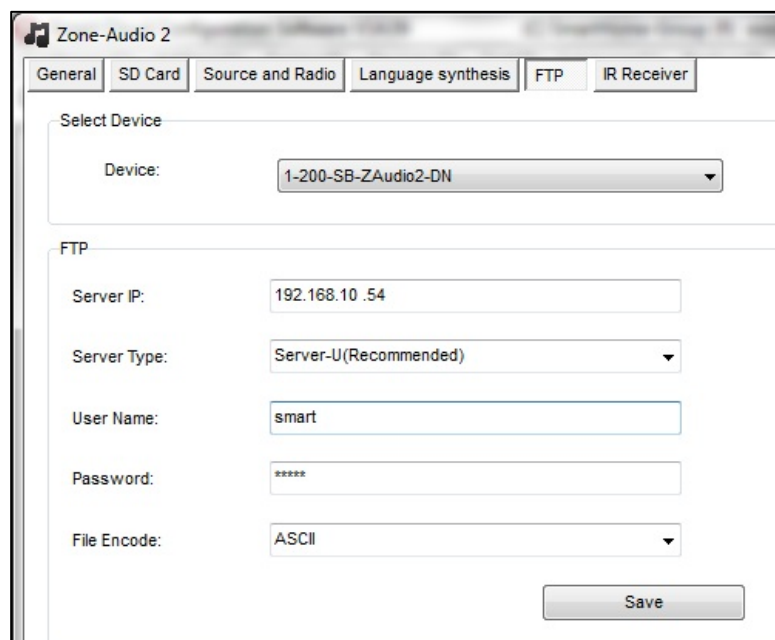 Zone-Audio 2
General SD Card Source and Radio Language synthesis FTP IR Receiver
Select Device
Device: 1-200-SB-ZAudio2-DN
FTP
Server IP: 192.168.10 .54
Server Type: Server-U(Recommended)
User Name: smart
Password: *****
File Encode: ASCII
Save